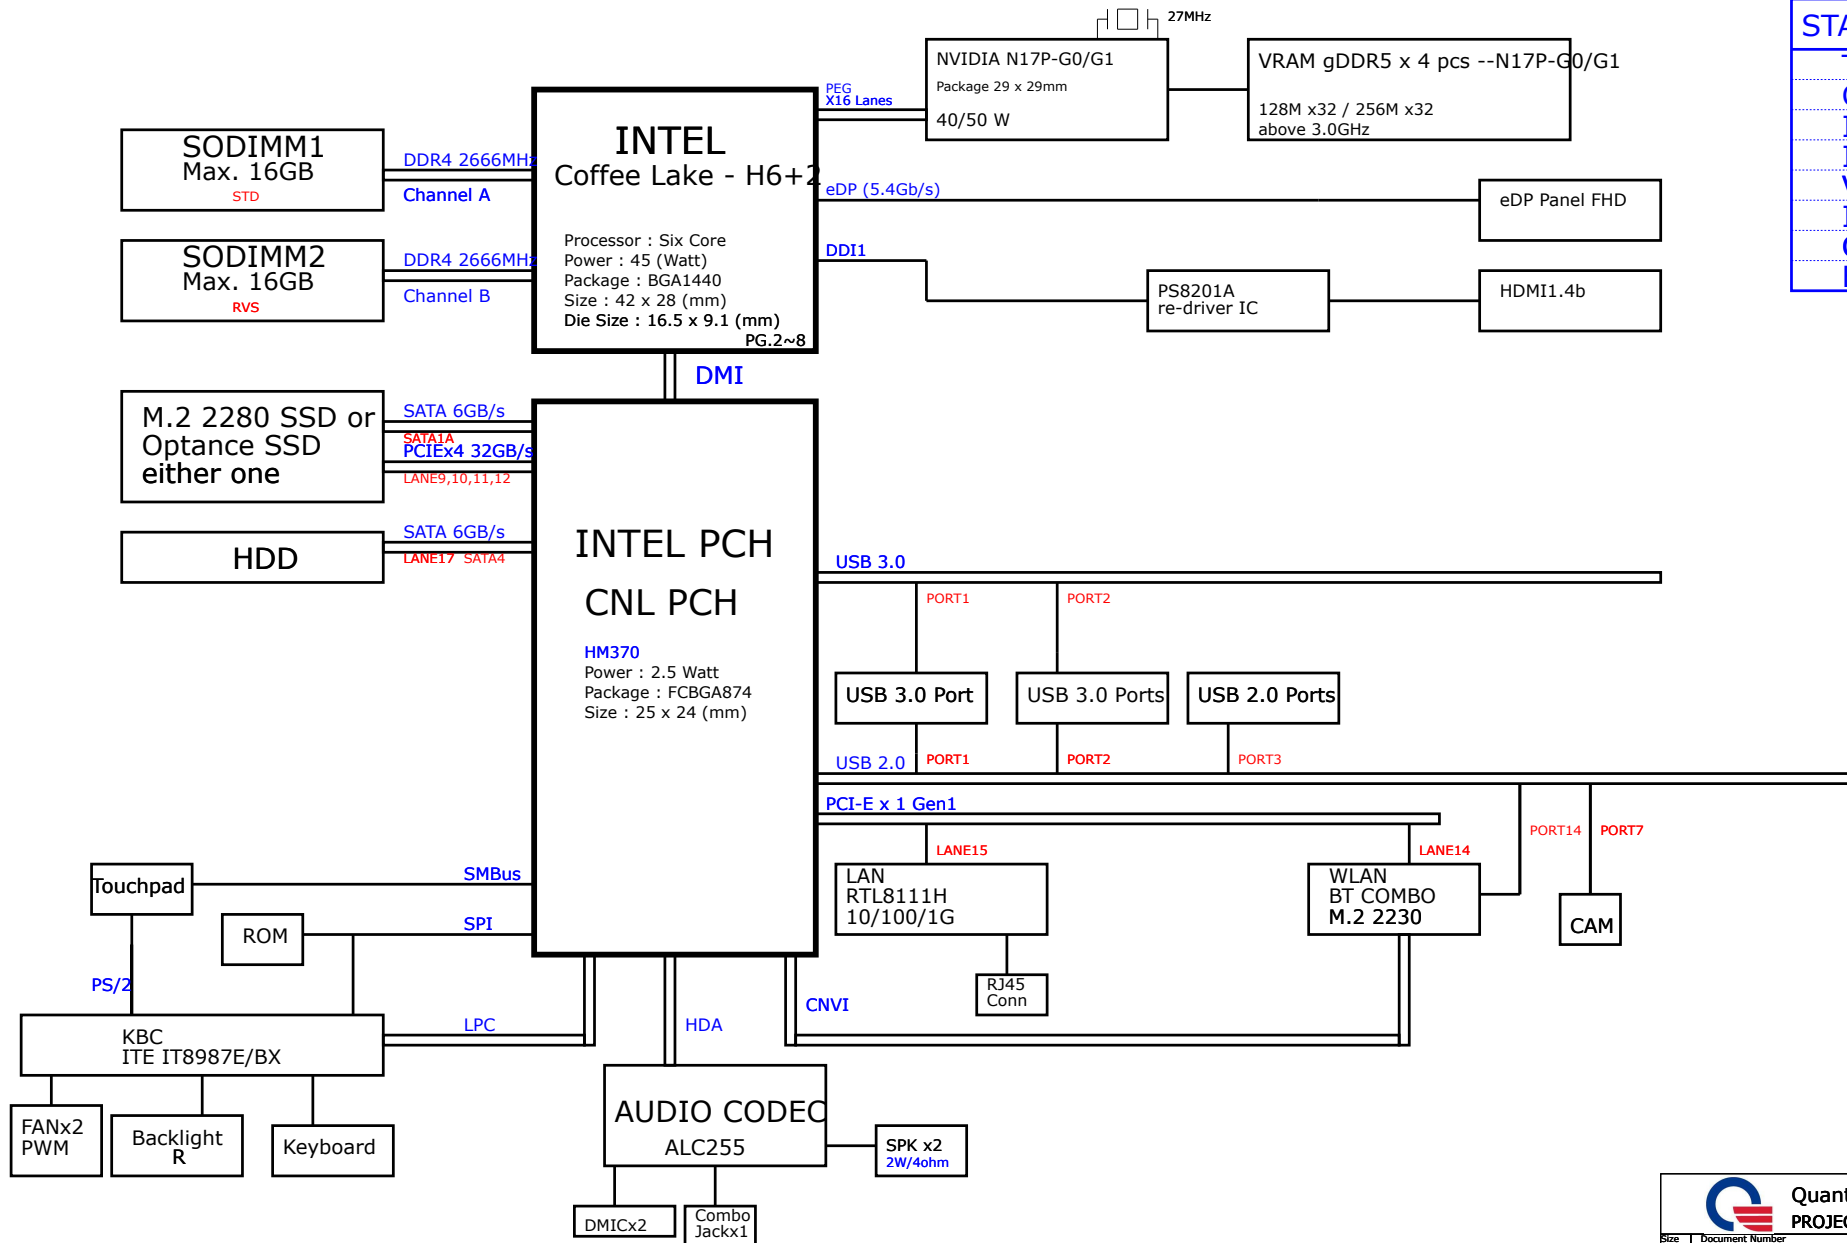 27MHz
NVIDIA N17P-G0/G1
Package 29 x 29mm
40/50 W
VRAM gDDR5 x 4 pcs --N17P-G0/G1
128M x32 / 256M x32
above 3.0GHz
PEG
X16 Lanes
INTEL
Coffee Lake - H6+2
Processor : Six Core
Power : 45 (Watt)
Package : BGA1440
Size : 42 x 28 (mm)
Die Size : 16.5 x 9.1 (mm)
PG.2~8
SODIMM1
Max. 16GB
STD
DDR4 2666MHz
Channel A
SODIMM2
Max. 16GB
RVS
DDR4 2666MHz
Channel B
eDP (5.4Gb/s)
eDP Panel FHD
DDI1
PS8201A
re-driver IC
HDMI1.4b
DMI
M.2 2280 SSD or
Optance SSD
either one
SATA 6GB/s
SATA1A
PCIEx4 32GB/s
LANE9,10,11,12
HDD
SATA 6GB/s
LANE17 SATA4
INTEL PCH
CNL PCH
HM370
Power : 2.5 Watt
Package : FCBGA874
Size : 25 x 24 (mm)
USB 3.0
PORT1
PORT2
USB 3.0 Port
USB 3.0 Ports
USB 2.0 Ports
USB 2.0
PORT1
PORT2
PORT3
PCI-E x 1 Gen1
LANE15
LANE14
PORT14
PORT7
LAN
RTL8111H
10/100/1G
WLAN
BT COMBO
M.2 2230
CAM
RJ45
Conn
Touchpad
SMBus
ROM
SPI
PS/2
KBC
ITE IT8987E/BX
LPC
HDA
CNVI
FANx2
PWM
Backlight
R
Keyboard
AUDIO CODEC
ALC255
SPK x2
2W/4ohm
DMICx2
Combo
Jackx1
Size
Document Number